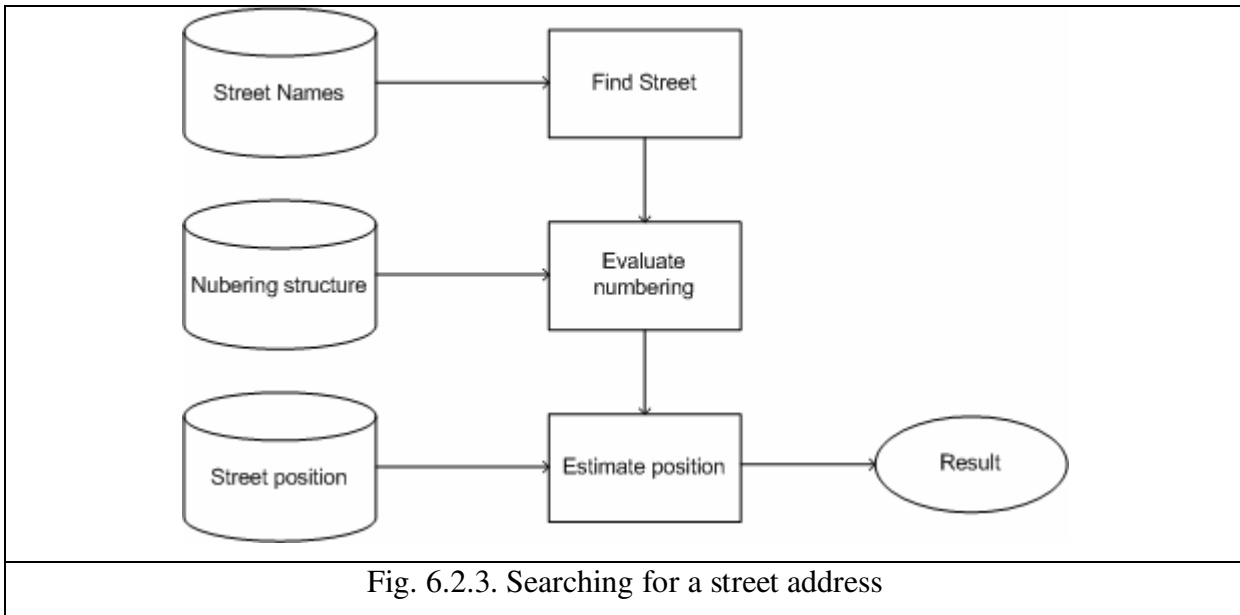 Street Names
Find Street
Nubering structure
Evaluate
numbering
Street position
Estimate position
Result
Fig. 6.2.3. Searching for a street address